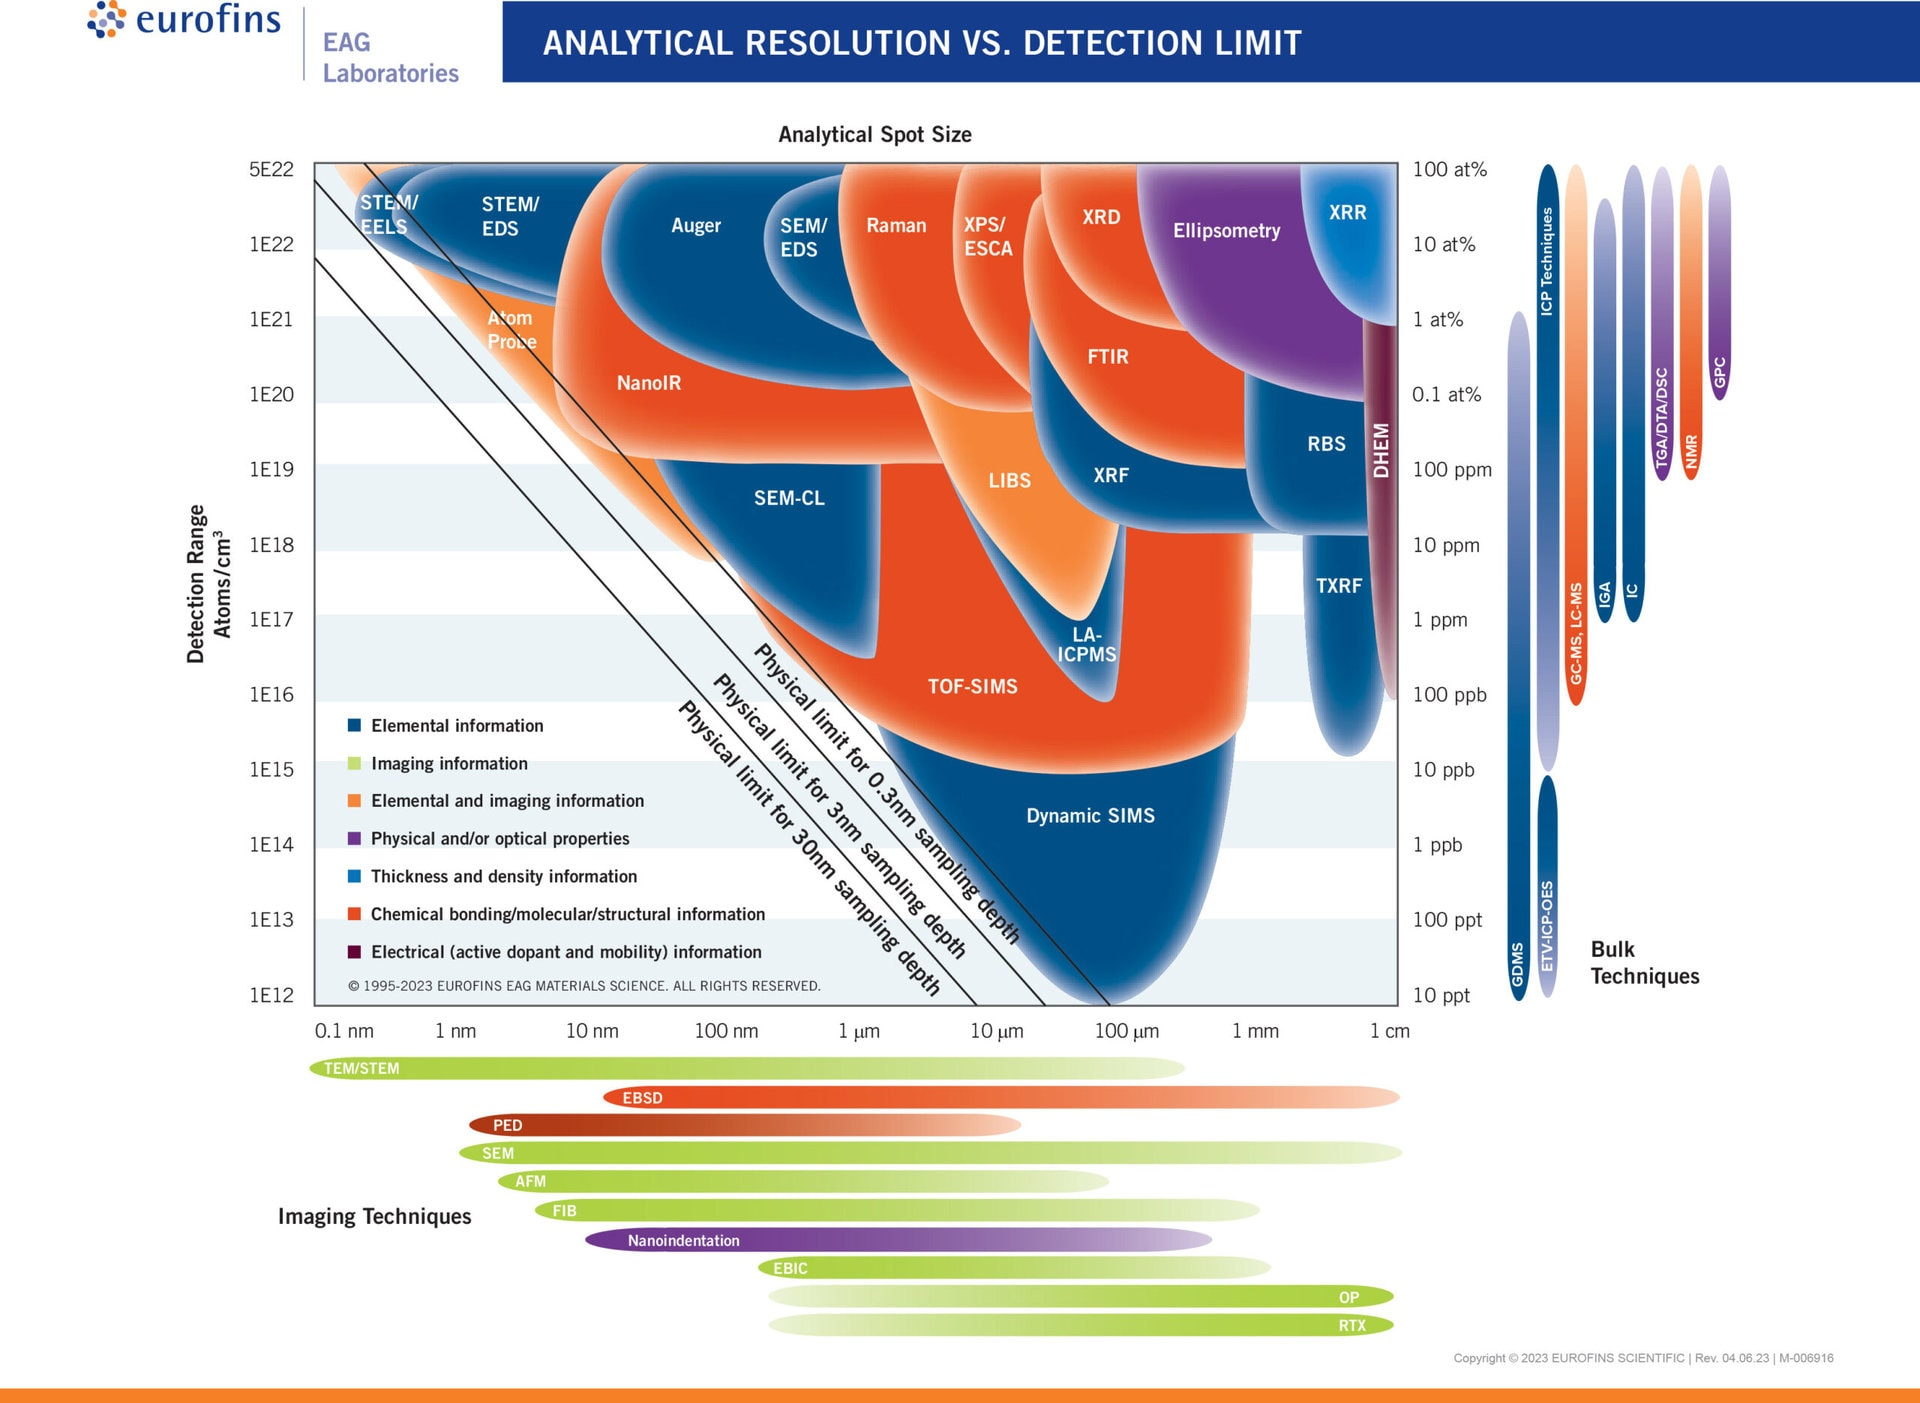 eurofins
EAG
Laboratories
ANALYTICAL RESOLUTION VS. DETECTION LIMIT
Analytical Spot Size
Detection Range
Atoms/cm³
5E22
1E22
1E21
1E20
1E19
1E18
1E17
1E16
1E15
1E14
1E13
1E12
STEM/
EELS
STEM/
EDS
Auger
SEM/
EDS
Raman
XPS/
ESCA
XRD
Ellipsometry
XRR
Atom
Probe
NanoIR
FTIR
SEM-CL
LIBS
XRF
RBS
DHEM
TXRF
LA-
ICPMS
TOF-SIMS
Dynamic SIMS
Physical limit for 0.3nm sampling depth
Physical limit for 3nm sampling depth
Physical limit for 30nm sampling depth
Elemental information
Imaging information
Elemental and imaging information
Physical and/or optical properties
Thickness and density information
Chemical bonding/molecular/structural information
Electrical (active dopant and mobility) information
© 1995-2023 EUROFINS EAG MATERIALS SCIENCE. ALL RIGHTS RESERVED.
100 at%
10 at%
1 at%
0.1 at%
100 ppm
10 ppm
1 ppm
100 ppb
10 ppb
1 ppb
100 ppt
10 ppt
GDMS
ICP Techniques
ETV-ICP-OES
GC-MS, LC-MS
IGA
IC
TGA/DTA/DSC
NMR
GPC
Bulk
Techniques
0.1 nm
1 nm
10 nm
100 nm
1 µm
10 µm
100 µm
1 mm
1 cm
Imaging Techniques
TEM/STEM
EBSD
PED
SEM
AFM
FIB
Nanoindentation
EBIC
OP
RTX
Copyright © 2023 EUROFINS SCIENTIFIC | Rev. 04.06.23 | M-006916